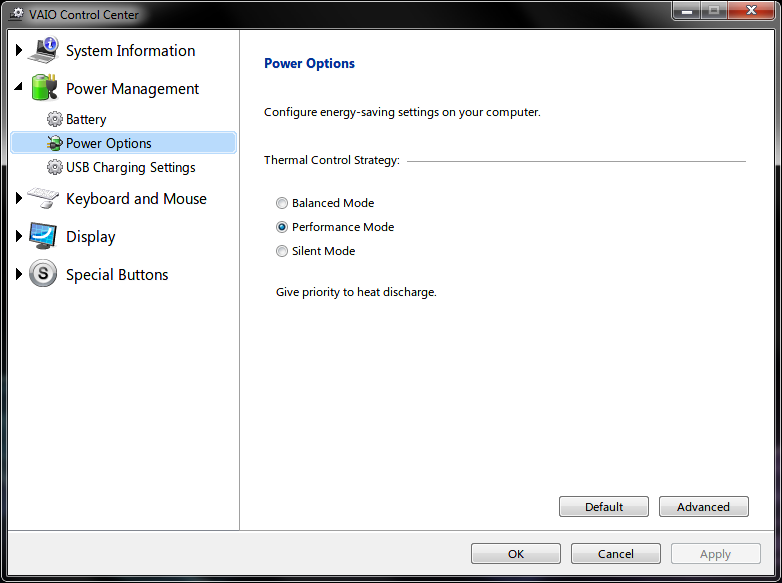 VAIO Control Center
System Information
Power Management
Battery
Power Options
USB Charging Settings
Keyboard and Mouse
Display
S
Special Buttons
Power Options
Configure energy-saving settings on your computer.
Thermal Control Strategy:
Balanced Mode
Performance Mode
Silent Mode
Give priority to heat discharge.
Default
Advanced
OK
Cancel
Apply